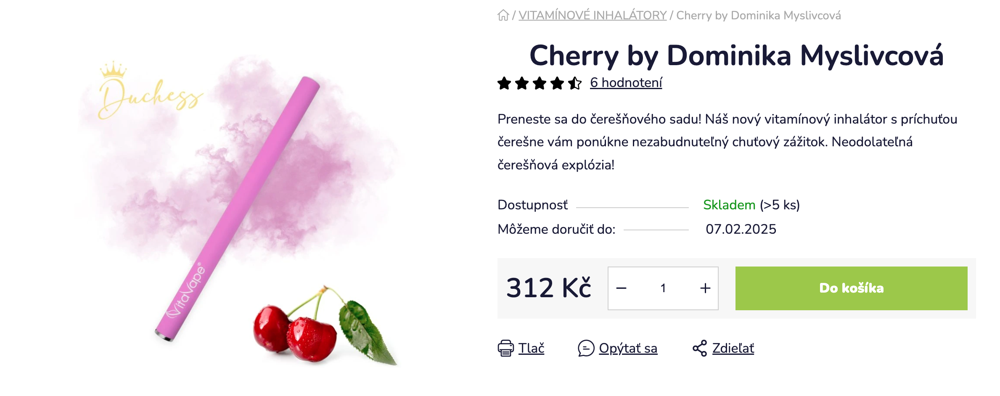 / VITAMÍNOVÉ INHALÁTORY / Cherry by Dominika Myslivcová
Duchess
VitaVape®
Cherry by Dominika Myslivcová
6 hodnotení
Preneste sa do čerešňového sadu! Náš nový vitamínový inhalátor s príchuťou
čerešne vám ponúkne nezabudnuteľný chuťový zážitok. Neodolateľná
čerešňová explózia!
Dostupnosť Skladem (>5 ks)
Môžeme doručiť do: 07.02.2025
312 Kč − 1 + Do košíka
Tlač Opýtať sa Zdieľať